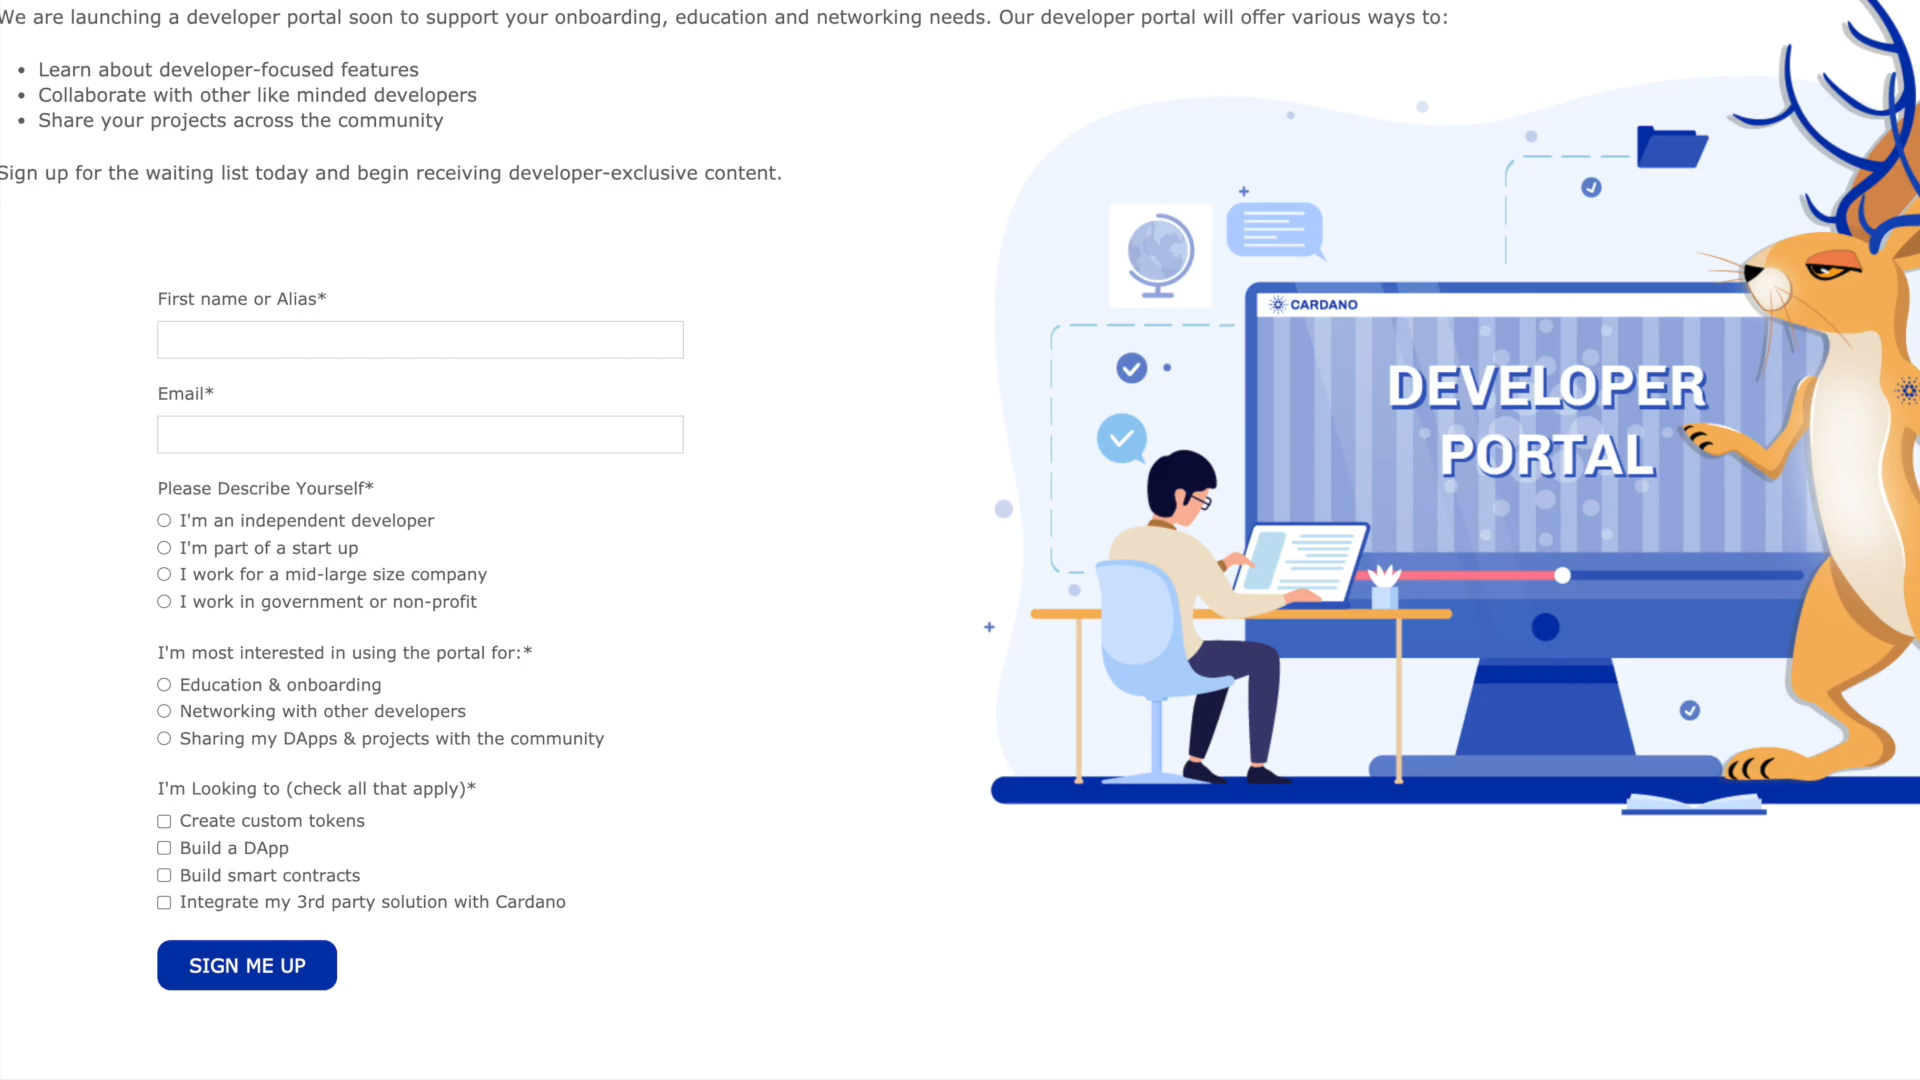 We are launching a developer portal soon to support your onboarding, education and networking needs. Our developer portal will offer various ways to:
• Learn about developer-focused features
• Collaborate with other like minded developers
• Share your projects across the community
Sign up for the waiting list today and begin receiving developer-exclusive content.
First name or Alias*
Email*
Please Describe Yourself*
I'm an independent developer
I'm part of a start up
I work for a mid-large size company
I work in government or non-profit
I'm most interested in using the portal for:*
Education & onboarding
Networking with other developers
Sharing my DApps & projects with the community
I'm Looking to (check all that apply)*
Create custom tokens
Build a DApp
Build smart contracts
Integrate my 3rd party solution with Cardano
SIGN ME UP
CARDANO
DEVELOPER
PORTAL